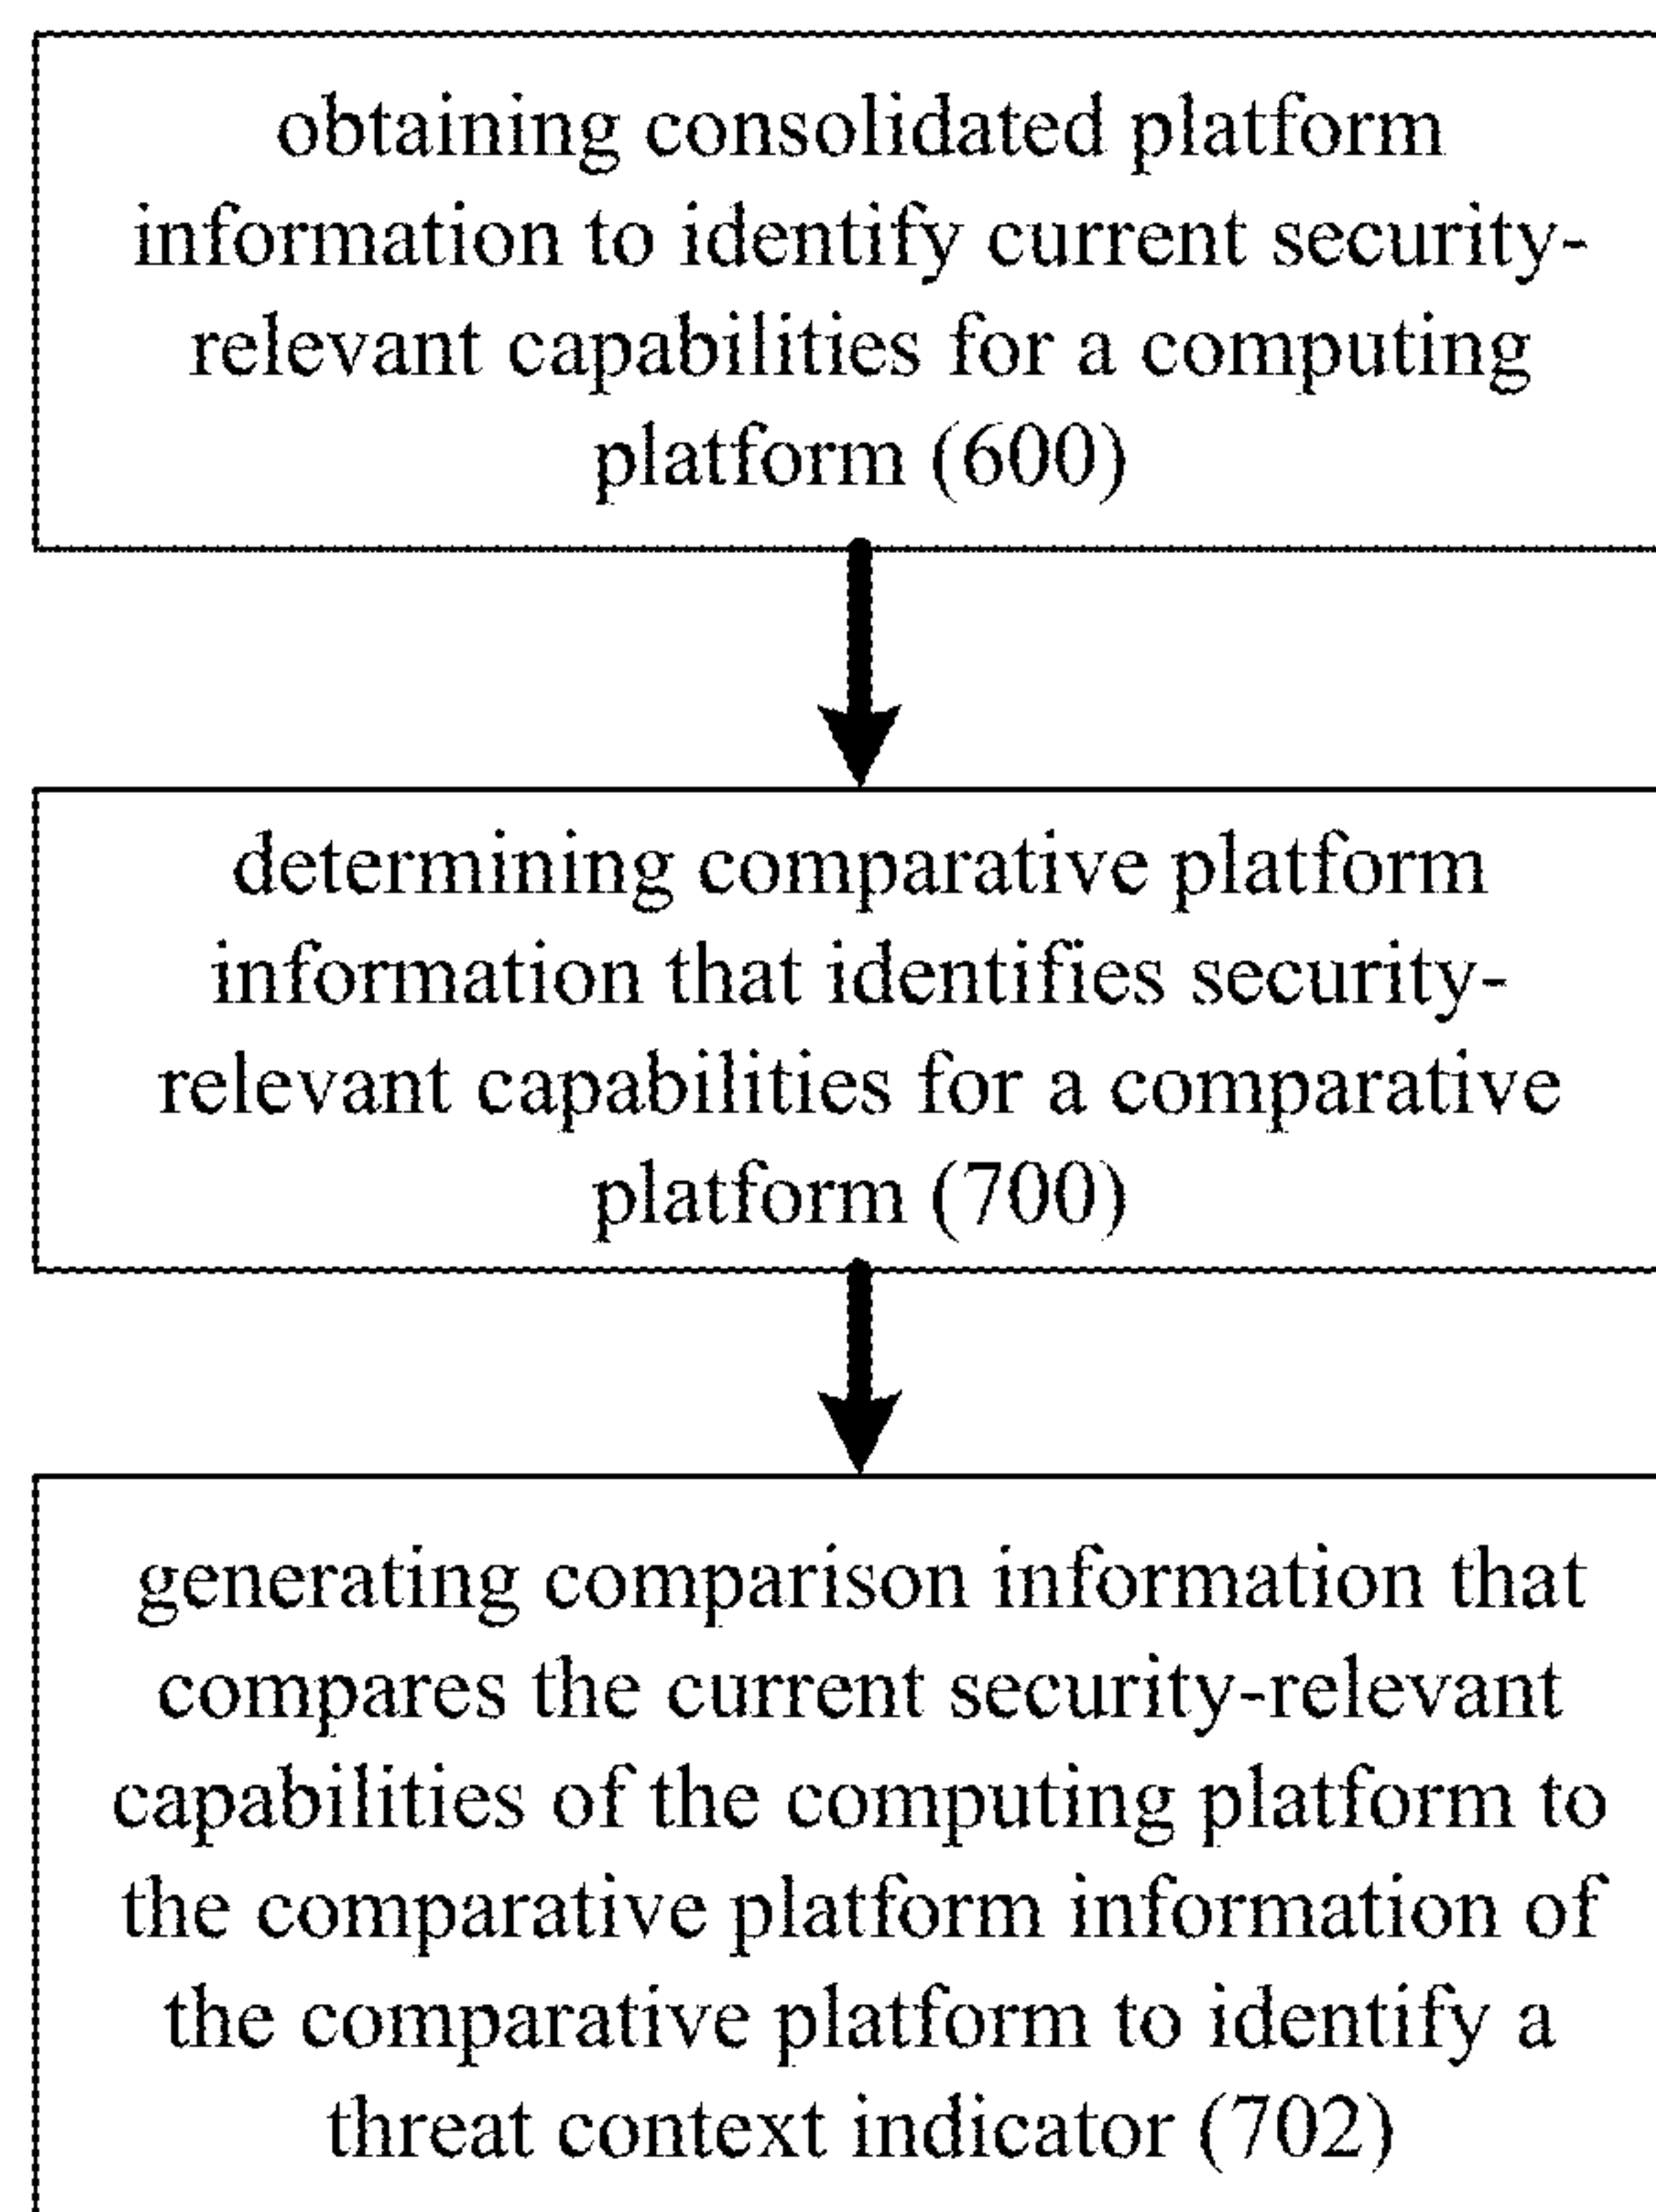 obtaining consolidated platform
information to identify current security-
relevant capabilities for a computing
platform (600)
determining comparative platform
information that identifies security-
relevant capabilities for a comparative
platform (700)
generating comparison information that
compares the current security-relevant
capabilities of the computing platform to
the comparative platform information of
the comparative platform to identify a
threat context indicator (702)